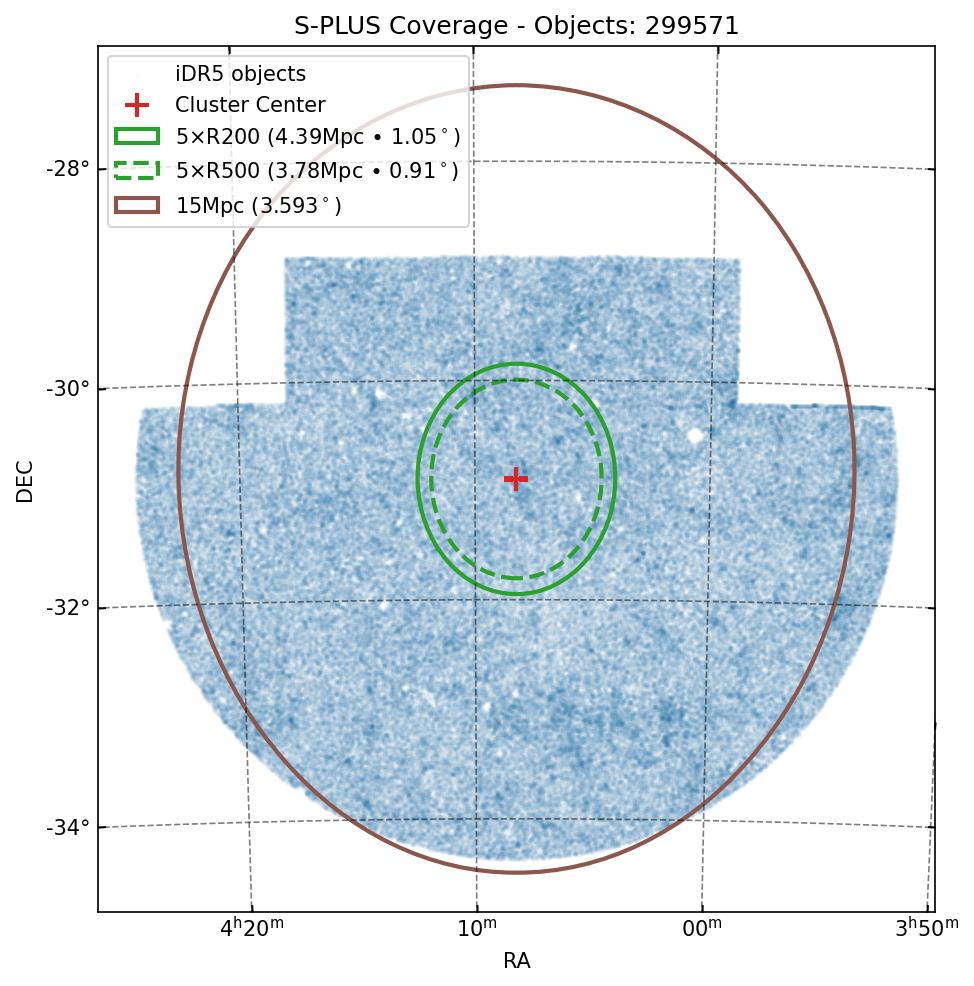 S-PLUS Coverage - Objects: 299571
iDR5 objects
Cluster Center
5×R200 (4.39Mpc • 1.05°)
5×R500 (3.78Mpc • 0.91°)
15Mpc (3.593°)
-28°
-30°
-32°
-34°
DEC
4h20m
10m
00m
3h50m
RA